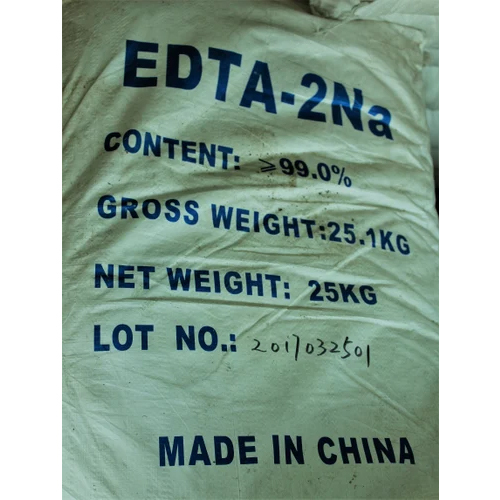 EDTA-2Na
CONTENT: ≥99.0%
GROSS WEIGHT:25.1KG
NET WEIGHT: 25KG
LOT NO.: 2017032501
MADE IN CHINA